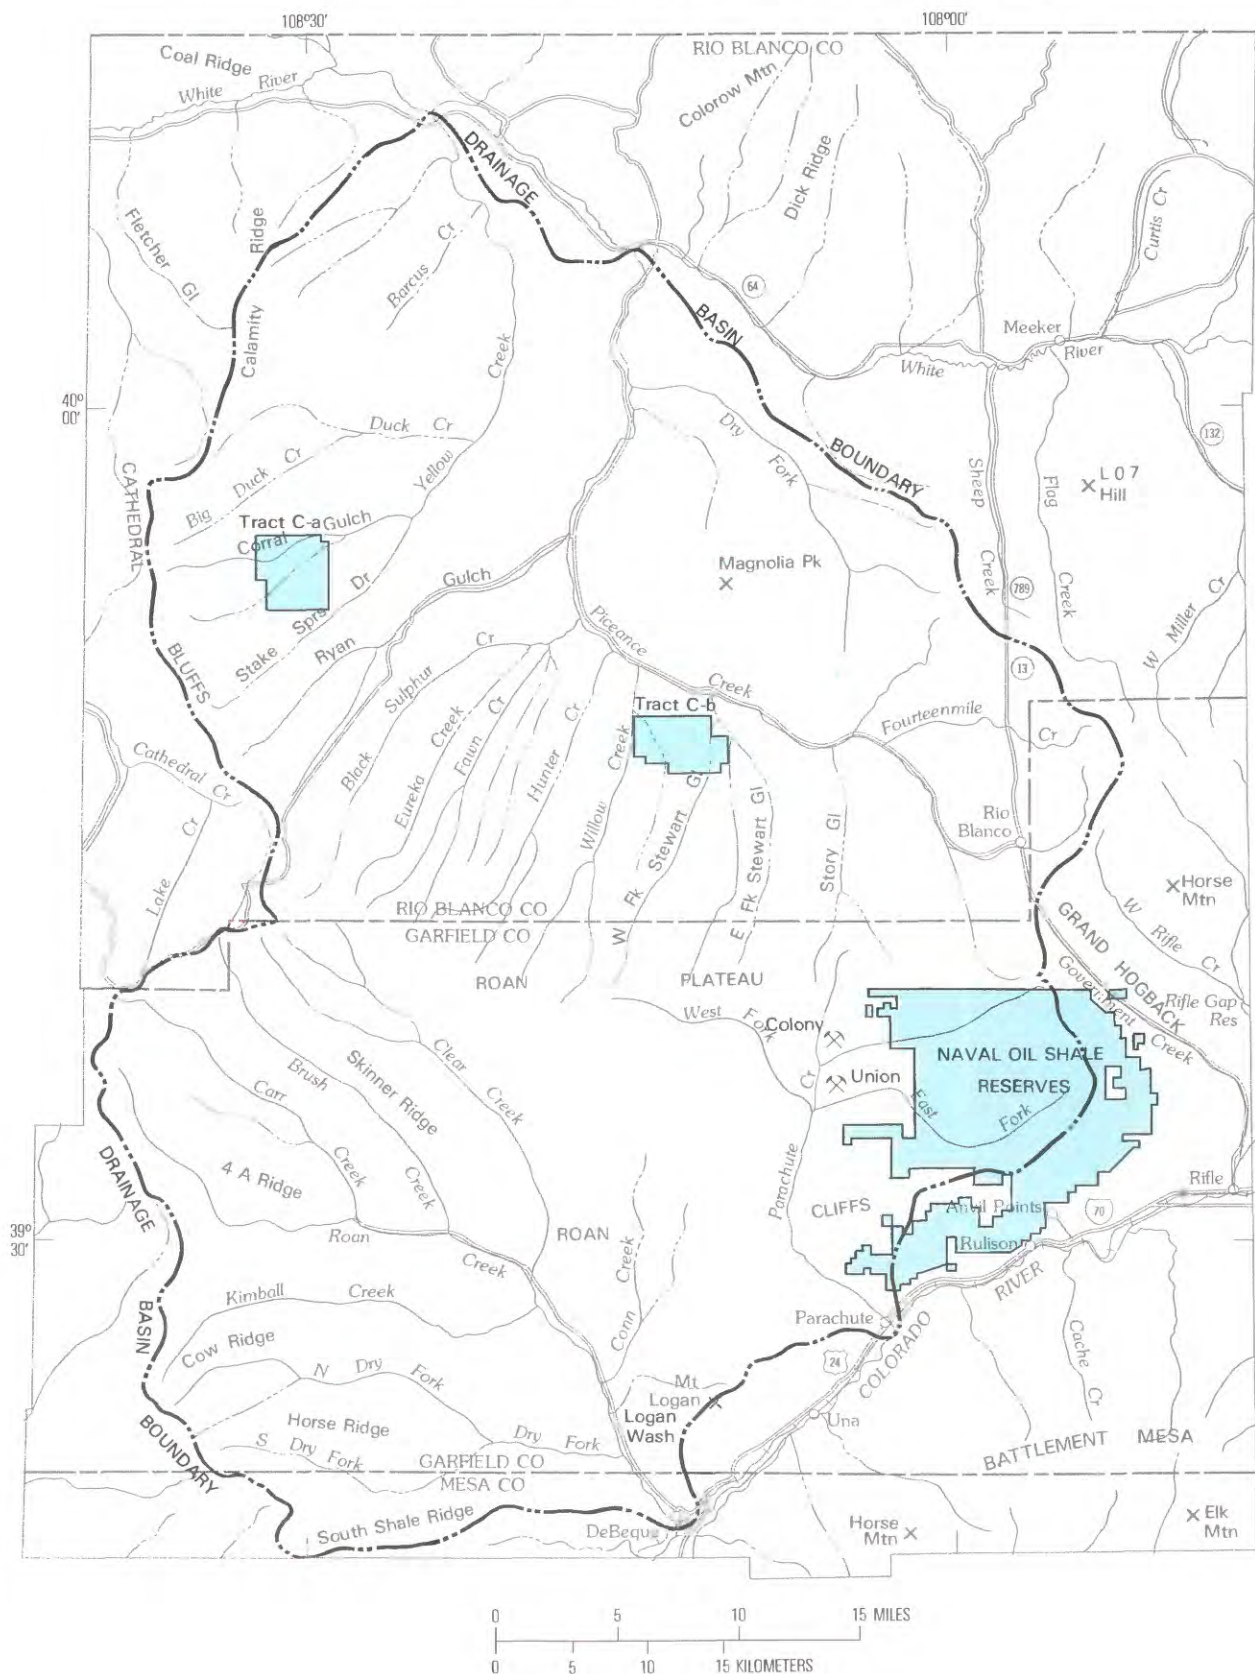 108°30'
108°00'
RIO BLANCO CO
Coal Ridge
White River
Colorow Mtn
DRAINAGE
Dick Ridge
Fletcher Gl
Calamity Ridge
Barcus Cr
Curtis Cr
64
BASIN
Meeker
White River
Creek
40°
00'
Duck Cr
Dry Fork
132
BOUNDARY
CATHEDRAL
Big Duck Cr
Yellow
Sheep Creek
Flag Creek
L O 7
Hill
Tract C-a
Corral Gulch
Magnolia Pk
Gulch
789
Stake Sprs Dr
Piceance
Creek
W Miller Cr
Ryan
13
BLUFFS
Black Sulphur Cr
Tract C-b
Fourteenmile Cr
Cathedral Cr
Eureka Creek
Fawn Cr
Hunter Cr
Willow Creek
W Fk Stewart Gl
E Fk Stewart Gl
Story Gl
Rio
Blanco
Lake Cr
Horse
Mtn
RIO BLANCO CO
GARFIELD CO
GRAND HOGBACK
W Rifle Cr
ROAN PLATEAU
Government Creek
Rifle Gap
Res
West Fork
Colony
NAVAL OIL SHALE
RESERVES
Clear Creek
Skinner Ridge
Brush Creek
Carr Creek
Union
East Fork
Parachute Cr
DRAINAGE
4 A Ridge
CLIFFS
Rifle
Anvil Points
70
39°
30'
Roan Creek
ROAN
Rulison
RIVER
Conn Creek
Kimball Creek
BASIN
Parachute
COLORADO
Cow Ridge
24
Cache Cr
N Dry Fork
Mt
Logan
Logan
Wash
Una
Horse Ridge
BOUNDARY
S Dry Fork
Dry Fork
BATTLEMENT MESA
GARFIELD CO
MESA CO
South Shale Ridge
DeBeque
Horse
Mtn
Elk
Mtn
0 5 10 15 MILES
0 5 10 15 KILOMETERS